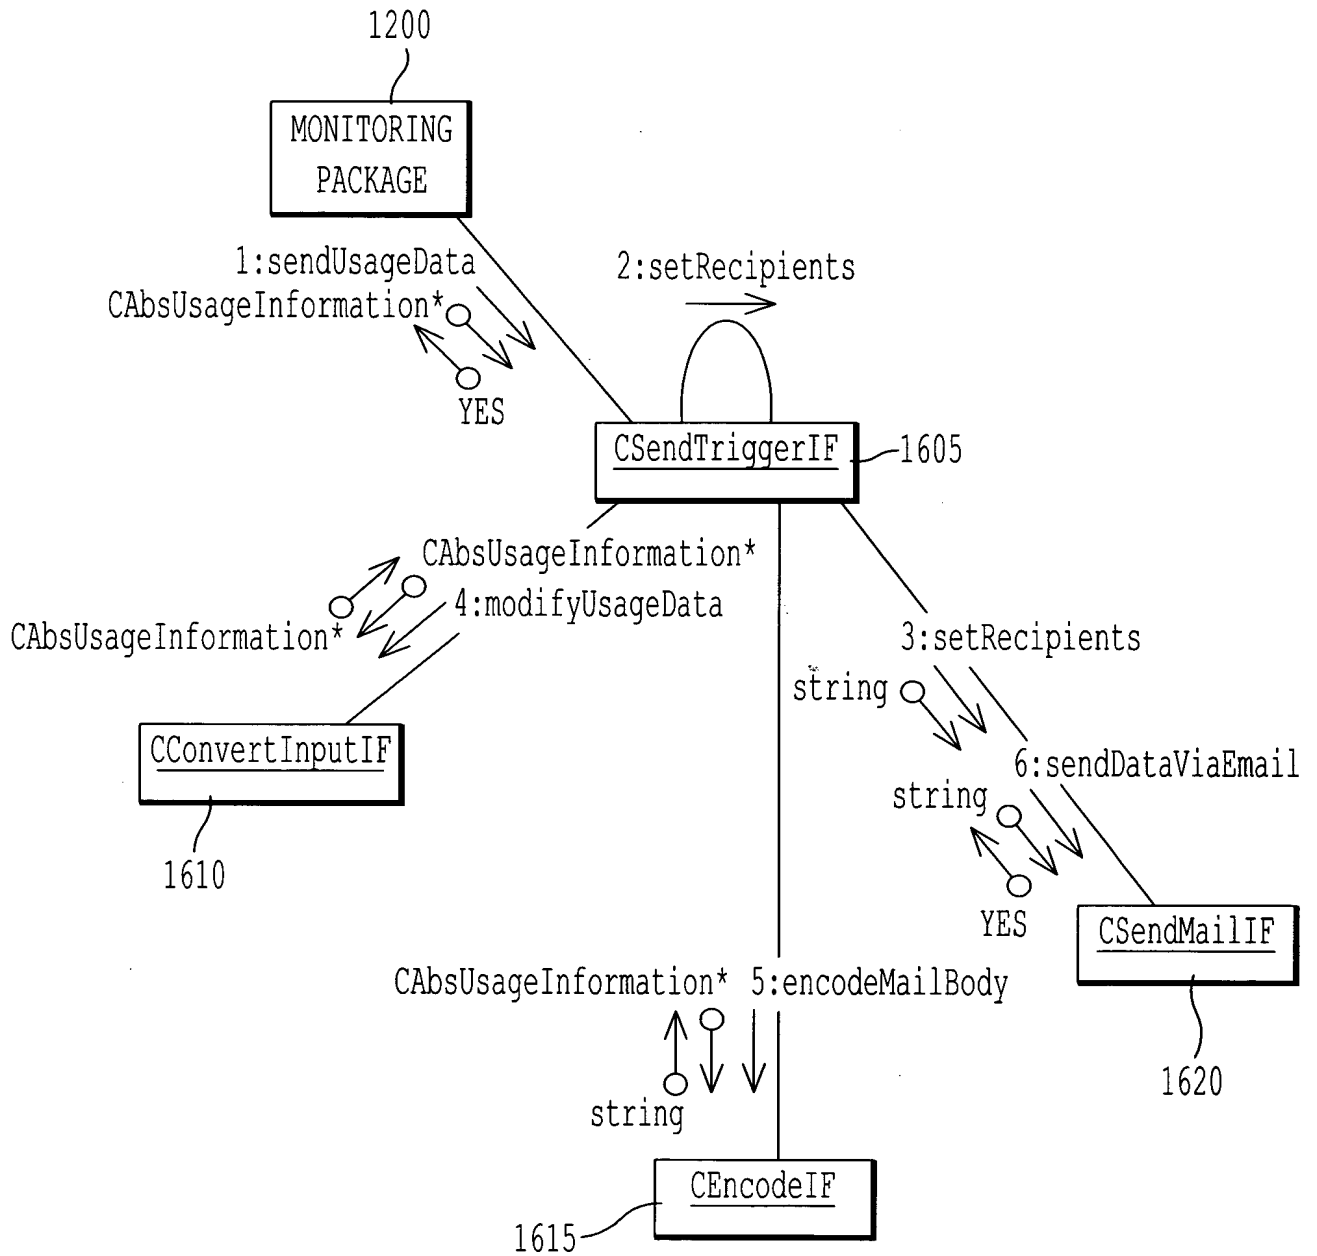 1200
MONITORING
PACKAGE
1:sendUsageData
2:setRecipients
CAbsUsageInformation*
YES
CSendTriggerIF
1605
CAbsUsageInformation*
4:modifyUsageData
CAbsUsageInformation*
3:setRecipients
string
CConvertInputIF
6:sendDataViaEmail
string
1610
YES
CSendMailIF
CAbsUsageInformation*
5:encodeMailBody
1620
string
CEncodeIF
1615